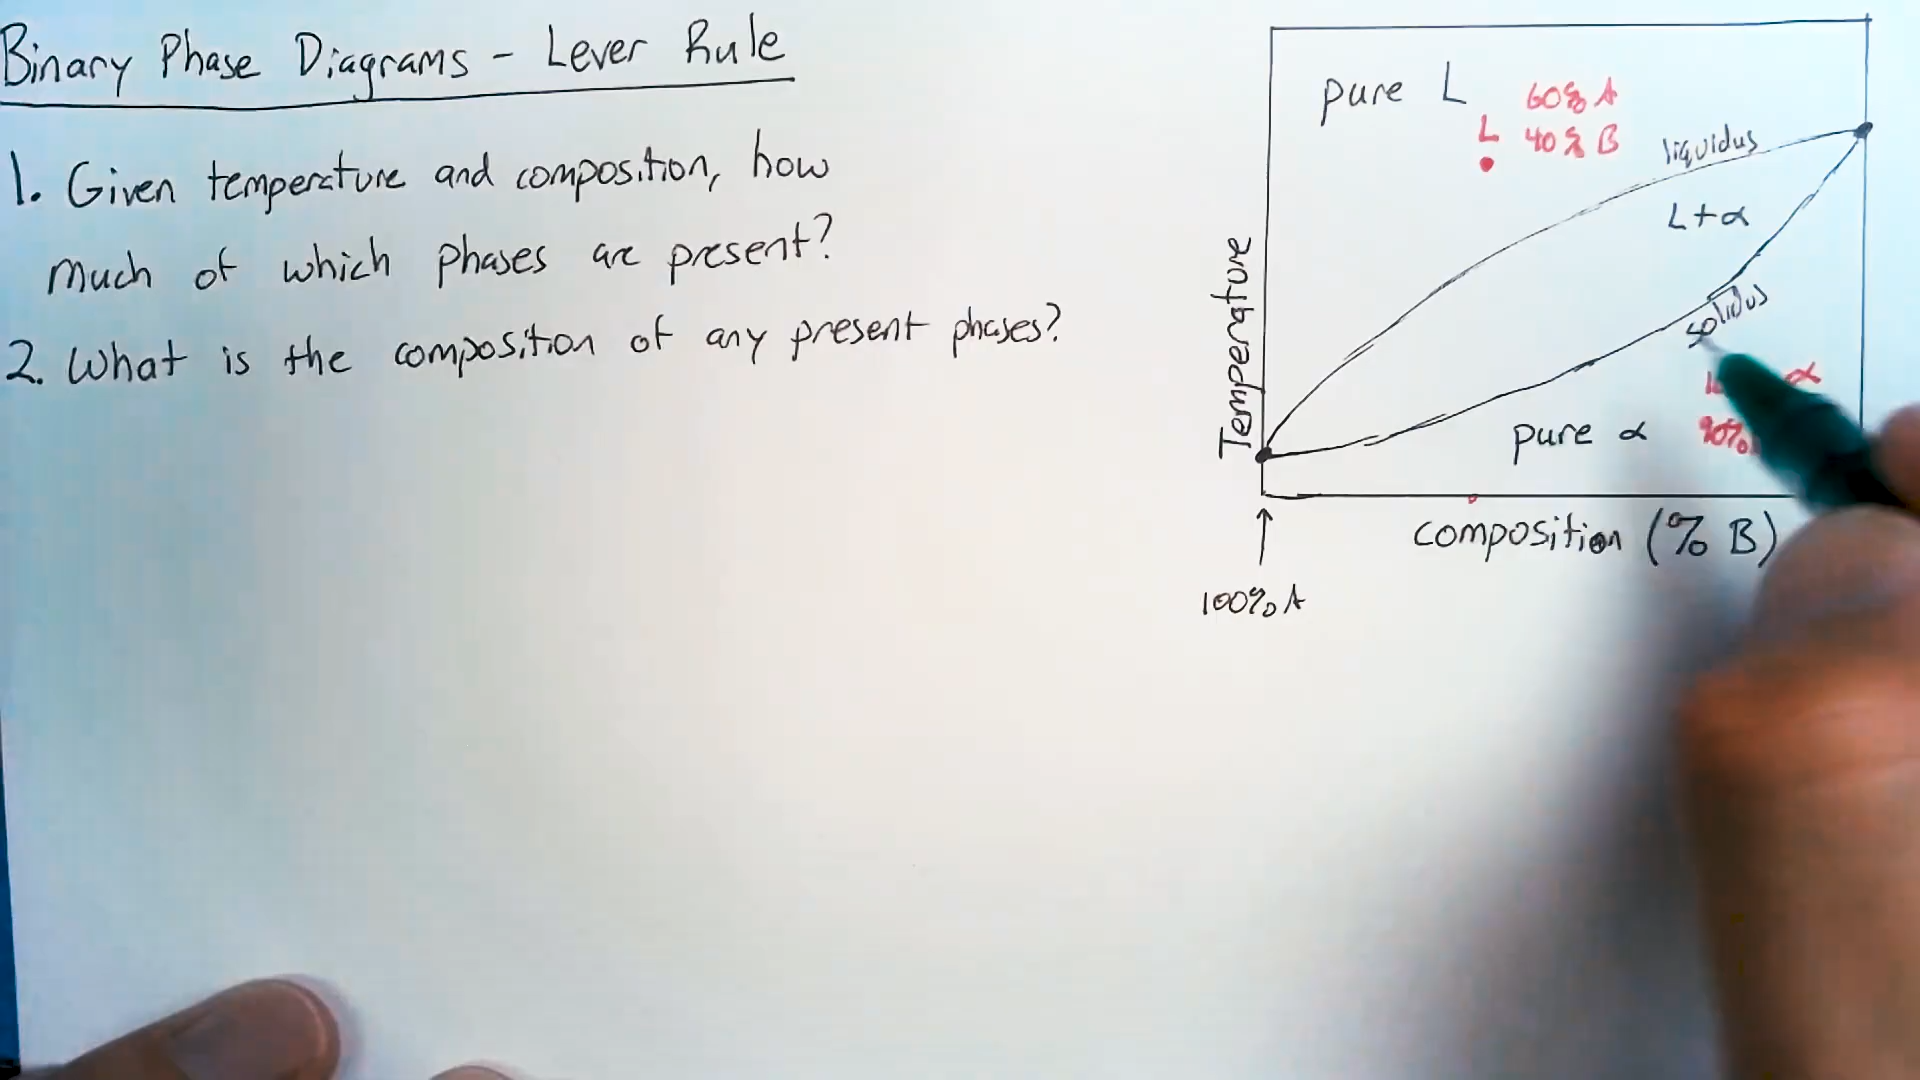 Binary Phase Diagrams - Lever Rule
1. Given temperature and composition, how
much of which phases are present?
2. What is the composition of any present phases?
pure L
60% A
L 40% B
liquidus
L+α
solidus
α
pure α 90%
Temperature
composition (% B)
100% A